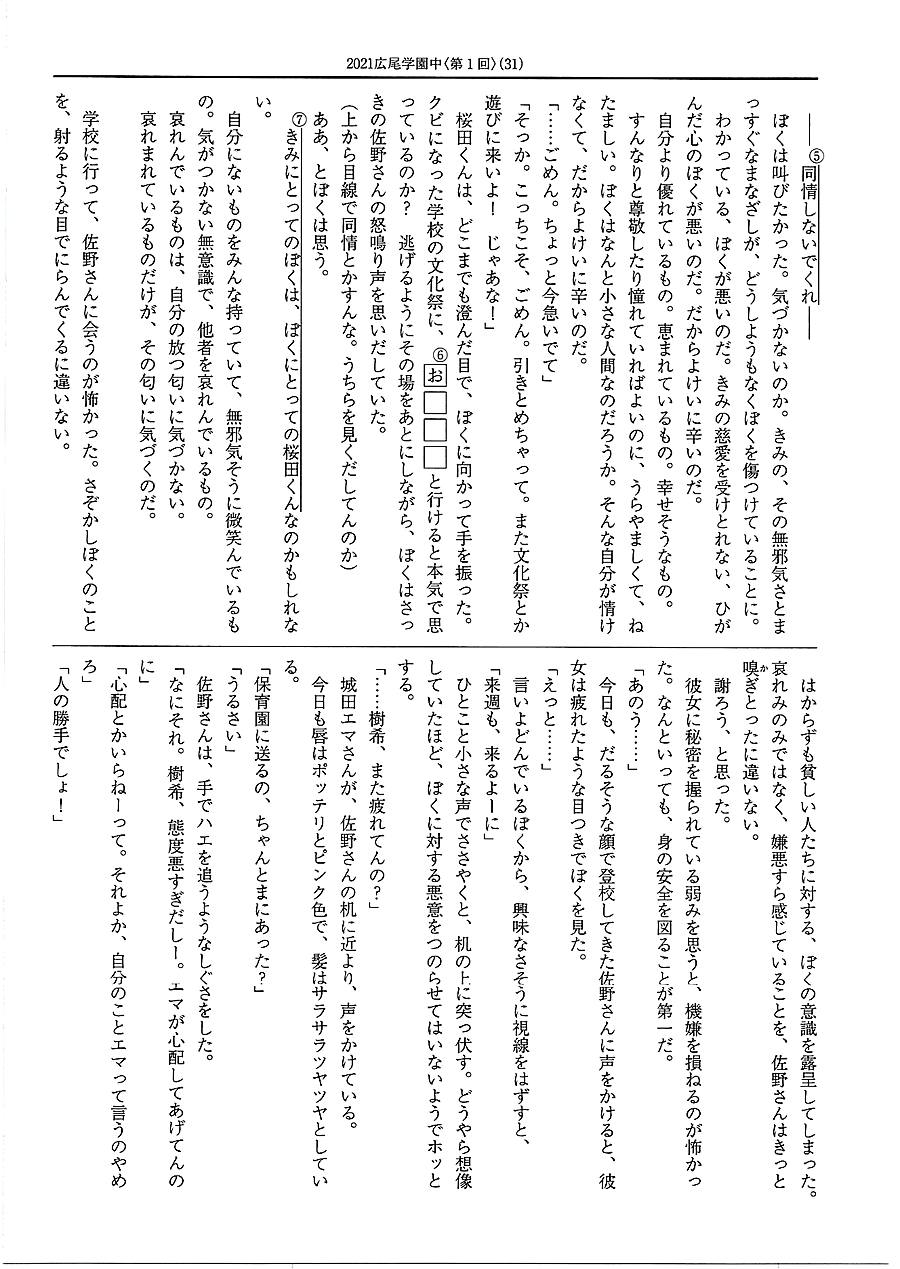 2021広尾学園中〈第1回〉(31)
――⑤同情しないでくれ――
ぼくは叫びたかった。気づかないのか。きみの、その無邪気さとま
っすぐなまなざしが、どうしようもなくぼくを傷つけていることに。
わかっている、ぼくが悪いのだ。きみの慈愛を受けとれない、ひが
んだ心のぼくが悪いのだ。だからよけいに辛いのだ。
自分より優れているもの。恵まれているもの。幸せそうなもの。
すんなりと尊敬したり憧れていればよいのに、うらやましくて、ね
たましい。ぼくはなんと小さな人間なのだろうか。そんな自分が情け
なくて、だからよけいに辛いのだ。
「……ごめん。ちょっと今急いでて」
「そっか。こっちこそ、ごめん。引きとめちゃって。また文化祭とか
遊びに来いよ！　じゃあな！」
桜田くんは、どこまでも澄んだ目で、ぼくに向かって手を振った。
クビになった学校の文化祭に、⑥お□□□と行けると本気で思
っているのか？　逃げるようにその場をあとにしながら、ぼくはさっ
きの佐野さんの怒鳴り声を思いだしていた。
(上から目線で同情とかすんな。うちらを見くだしてんのか)
ああ、とぼくは思う。
⑦きみにとってのぼくは、ぼくにとっての桜田くんなのかもしれな
い。
自分にないものをみんな持っていて、無邪気そうに微笑んでいるも
の。気がつかない無意識で、他者を哀れんでいるもの。
哀れんでいるものは、自分の放つ匂いに気づかない。
哀れまれているものだけが、その匂いに気づくのだ。
学校に行って、佐野さんに会うのが怖かった。さぞかしぼくのこと
を、射るような目でにらんでくるに違いない。
はからずも貧しい人たちに対する、ぼくの意識を露呈してしまった。
哀れみのみではなく、嫌悪すら感じていることを、佐野さんはきっと
嗅かぎとったに違いない。
謝ろう、と思った。
彼女に秘密を握られている弱みを思うと、機嫌を損ねるのが怖かっ
た。なんといっても、身の安全を図ることが第一だ。
「あのう……」
今日も、だるそうな顔で登校してきた佐野さんに声をかけると、彼
女は疲れたような目つきでぼくを見た。
「えっと……」
言いよどんでいるぼくから、興味なさそうに視線をはずすと、
「来週も、来るよーに」
ひとこと小さな声でささやくと、机の上に突っ伏す。どうやら想像
していたほど、ぼくに対する悪意をつのらせてはいないようでホッと
する。
「……樹希、また疲れてんの？」
城田エマさんが、佐野さんの机に近より、声をかけている。
今日も唇はポッテリとピンク色で、髪はサラサラツヤツヤとしてい
る。
「保育園に送るの、ちゃんとまにあった？」
「うるさい」
佐野さんは、手でハエを追うようなしぐさをした。
「なにそれ。樹希、態度悪すぎだしー。エマが心配してあげてんの
に」
「心配とかいらねーって。それよか、自分のことエマって言うのやめ
ろ」
「人の勝手でしょ！」